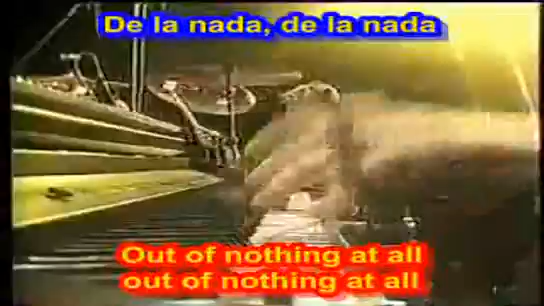 De la nada, de la nada
Out of nothing at all
out of nothing at all